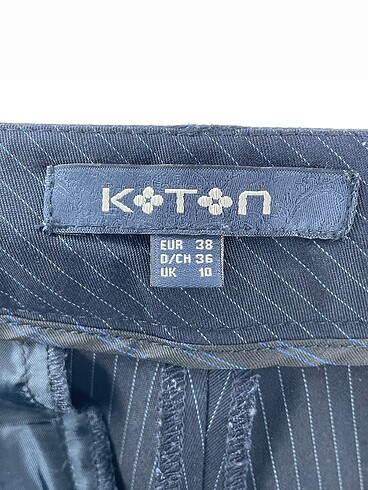 KOTON
EUR 38
D/CH 36
UK 10